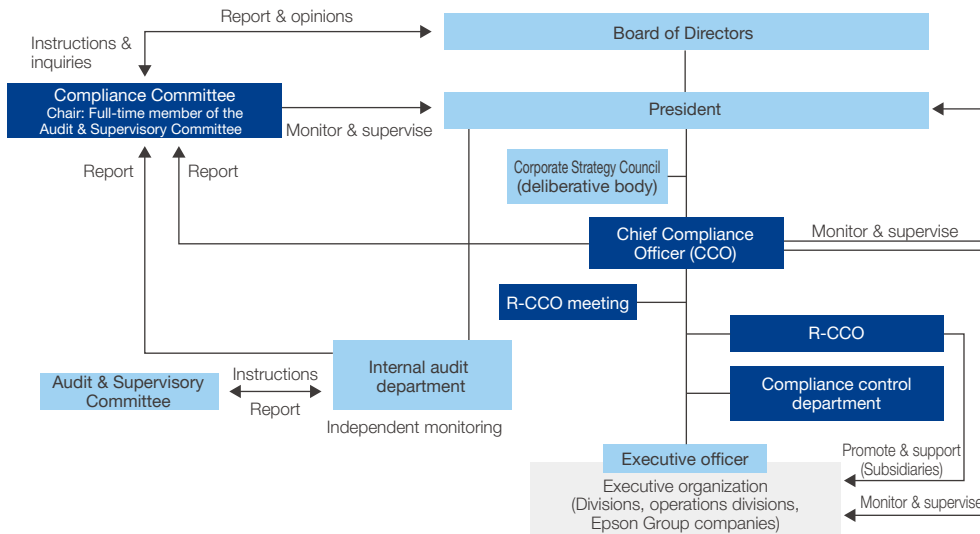 Report & opinions
Board of Directors
Instructions &
inquiries
Compliance Committee
Chair: Full-time member of the
Audit & Supervisory Committee
Monitor & supervise
President
Report
Report
Corporate Strategy Council
(deliberative body)
Chief Compliance
Officer (CCO)
Monitor & supervise
R-CCO meeting
R-CCO
Internal audit
department
Audit & Supervisory
Committee
Instructions
Report
Compliance control
department
Independent monitoring
Executive officer
Promote & support
(Subsidiaries)
Executive organization
(Divisions, operations divisions,
Epson Group companies)
Monitor & supervise